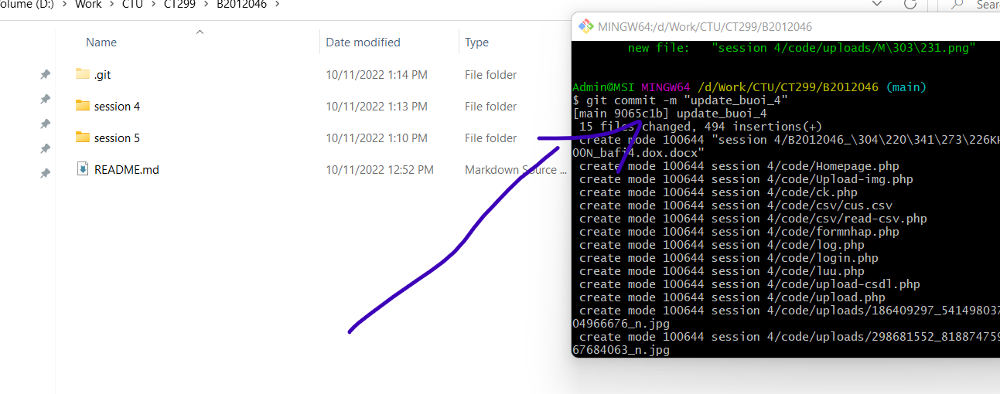 olume (D:) > Work > CTU > CT299 > B2012046 >
Sear
Name Date modified Type
.git 10/11/2022 1:14 PM File folder
session 4 10/11/2022 1:13 PM File folder
session 5 10/11/2022 1:10 PM File folder
README.md 10/11/2022 12:52 PM Markdown Source ...
MINGW64:/d/Work/CTU/CT299/B2012046
new file: "session 4/code/uploads/M\303\231.png"
Admin@MSI MINGW64 /d/Work/CTU/CT299/B2012046 (main)
$ git commit -m "update_buoi_4"
[main 9065c1b] update_buoi_4
15 files changed, 494 insertions(+)
create mode 100644 "session 4/B2012046_\304\220\341\273\226KH
OON_bafi4.dox.docx"
create mode 100644 session 4/code/Homepage.php
create mode 100644 session 4/code/Upload-img.php
create mode 100644 session 4/code/ck.php
create mode 100644 session 4/code/csv/cus.csv
create mode 100644 session 4/code/csv/read-csv.php
create mode 100644 session 4/code/formnhap.php
create mode 100644 session 4/code/log.php
create mode 100644 session 4/code/login.php
create mode 100644 session 4/code/luu.php
create mode 100644 session 4/code/upload-csdl.php
create mode 100644 session 4/code/upload.php
create mode 100644 session 4/code/uploads/186409297_541498037
04966676_n.jpg
create mode 100644 session 4/code/uploads/298681552_818874759
67684063_n.jpg